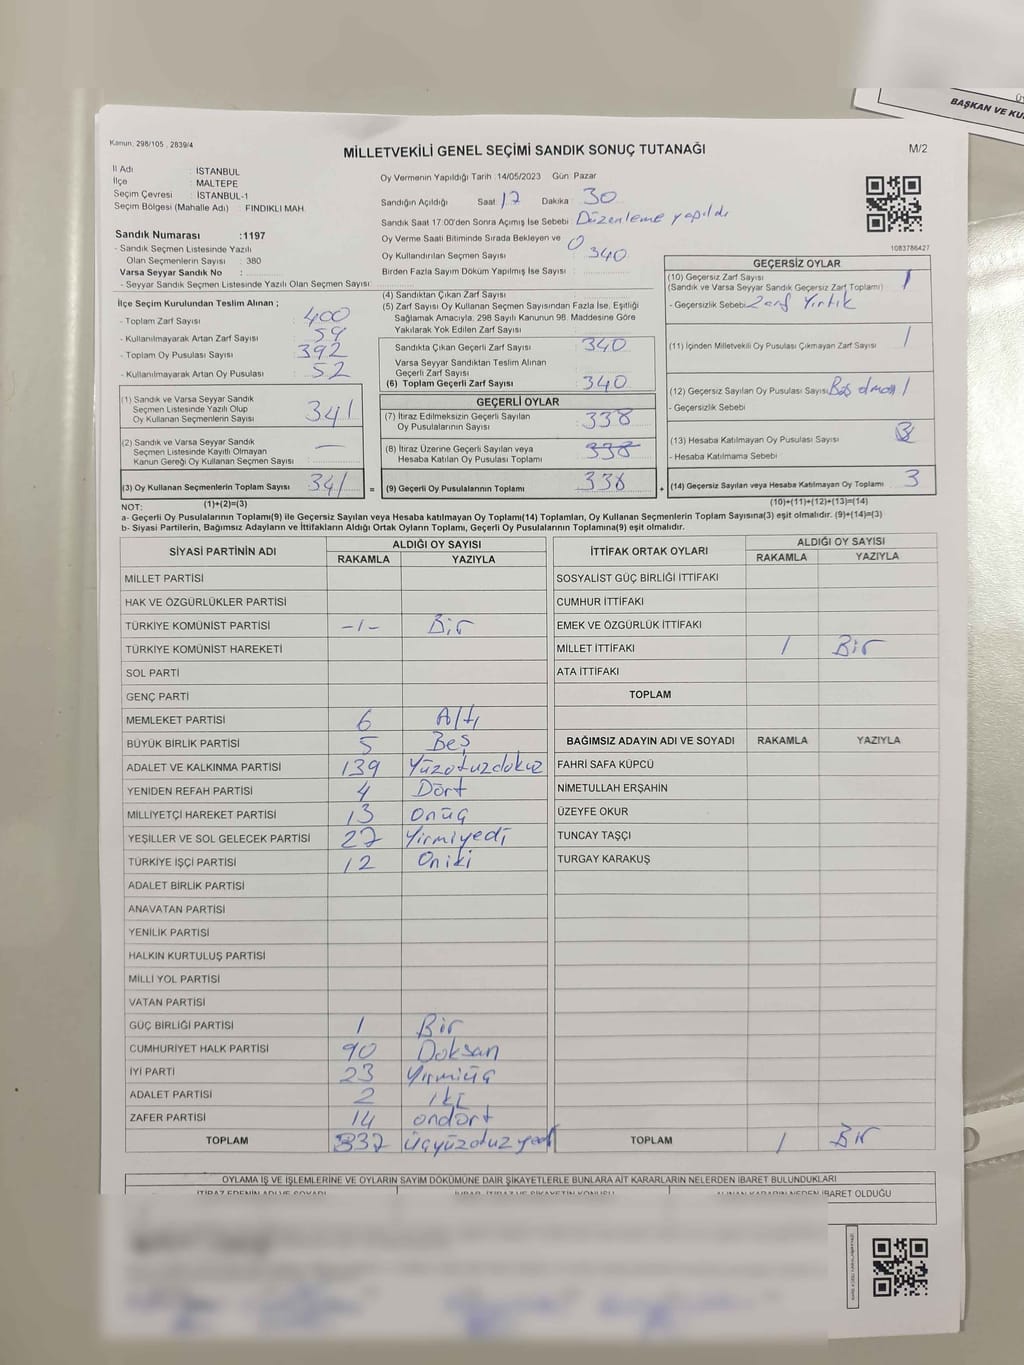 BAŞKAN VE KU
Kanun, 298/105 , 2839/4
MİLLETVEKİLİ GENEL SEÇİMİ SANDIK SONUÇ TUTANAĞI
M/2
İl Adı : İSTANBUL
İlçe : MALTEPE
Seçim Çevresi : İSTANBUL-1
Seçim Bölgesi (Mahalle Adı) : FINDIKLI MAH.
Oy Vermenin Yapıldığı Tarih :14/05/2023 Gün: Pazar
Sandığın Açıldığı Saat: 17 Dakika: 30
Sandık Saat 17:00'den Sonra Açımış İse Sebebi : Düzenleme yapıldı
Oy Verme Saati Bitiminde Sırada Bekleyen ve 0
Oy Kullandırılan Seçmen Sayısı 340
Birden Fazla Sayım Döküm Yapılmış İse Sayısı :
1083786427
Sandık Numarası :1197
- Sandık Seçmen Listesinde Yazılı
Olan Seçmenlerin Sayısı : 380
Varsa Seyyar Sandık No :
- Seyyar Sandık Seçmen Listesinde Yazılı Olan Seçmen Sayısı:
İlçe Seçim Kurulundan Teslim Alınan ;
- Toplam Zarf Sayısı : 400
- Kullanılmayarak Artan Zarf Sayısı : 59
- Toplam Oy Pusulası Sayısı : 392
- Kullanılmayarak Artan Oy Pusulası : 52
(1) Sandık ve Varsa Seyyar Sandık
Seçmen Listesinde Yazılı Olup
Oy Kullanan Seçmenlerin Sayısı 341
(2) Sandık ve Varsa Seyyar Sandık
Seçmen Listesinde Kayıtlı Olmayan
Kanun Gereği Oy Kullanan Seçmen Sayısı : —
(3) Oy Kullanan Seçmenlerin Toplam Sayısı 341 =
(1)+(2)=(3)
(4) Sandıktan Çıkan Zarf Sayısı
(5) Zarf Sayısı Oy Kullanan Seçmen Sayısından Fazla İse, Eşitliği
Sağlamak Amacıyla; 298 Sayılı Kanunun 98. Maddesine Göre
Yakılarak Yok Edilen Zarf Sayısı :
Sandıkta Çıkan Geçerli Zarf Sayısı : 340
Varsa Seyyar Sandıktan Teslim Alınan
Geçerli Zarf Sayısı :
(6) Toplam Geçerli Zarf Sayısı : 340
GEÇERLİ OYLAR
(7) İtiraz Edilmeksizin Geçerli Sayılan
Oy Pusulalarının Sayısı : 338
(8) İtiraz Üzerine Geçerli Sayılan veya
Hesaba Katılan Oy Pusulası Toplamı : 338
(9) Geçerli Oy Pusulalarının Toplamı : 338 +
GEÇERSİZ OYLAR
(10) Geçersiz Zarf Sayısı
(Sandık ve Varsa Seyyar Sandık Geçersiz Zarf Toplamı) : 1
- Geçersizlik Sebebi: Zarf Yırtık
(11) İçinden Milletvekili Oy Pusulası Çıkmayan Zarf Sayısı : 1
(12) Geçersiz Sayılan Oy Pusulası Sayısı 1
- Geçersizlik Sebebi
(13) Hesaba Katılmayan Oy Pusulası Sayısı
- Hesaba Katılmama Sebebi
(14) Geçersiz Sayılan veya Hesaba Katılmayan Oy Toplamı : 3
(10)+(11)+(12)+(13)=(14)
NOT:
a- Geçerli Oy Pusulalarının Toplamı(9) ile Geçersiz Sayılan veya Hesaba katılmayan Oy Toplamı(14) Toplamları, Oy Kullanan Seçmenlerin Toplam Sayısına(3) eşit olmalıdır. (9)+(14)=(3)
b- Siyasi Partilerin, Bağımsız Adayların ve İttifakların Aldığı Ortak Oyların Toplamı, Geçerli Oy Pusulalarının Toplamına(9) eşit olmalıdır.
SİYASİ PARTİNİN ADI ALDIĞI OY SAYISI
RAKAMLA YAZIYLA
MİLLET PARTİSİ
HAK VE ÖZGÜRLÜKLER PARTİSİ
TÜRKİYE KOMÜNİST PARTİSİ -1- Bir
TÜRKİYE KOMÜNİST HAREKETİ
SOL PARTİ
GENÇ PARTİ
MEMLEKET PARTİSİ 6 Altı
BÜYÜK BİRLİK PARTİSİ 5 Beş
ADALET VE KALKINMA PARTİSİ 139 Yüzotuzdokuz
YENİDEN REFAH PARTİSİ 4 Dört
MİLLİYETÇİ HAREKET PARTİSİ 13 onüç
YEŞİLLER VE SOL GELECEK PARTİSİ 27 Yirmiyedi
TÜRKİYE İŞÇİ PARTİSİ 12 Oniki
ADALET BİRLİK PARTİSİ
ANAVATAN PARTİSİ
YENİLİK PARTİSİ
HALKIN KURTULUŞ PARTİSİ
MİLLİ YOL PARTİSİ
VATAN PARTİSİ
GÜÇ BİRLİĞİ PARTİSİ 1 Bir
CUMHURİYET HALK PARTİSİ 90 Doksan
İYİ PARTİ 23 Yirmiüç
ADALET PARTİSİ 2 iki
ZAFER PARTİSİ 14 ondört
TOPLAM 337 Üçyüzotuz yedi
İTTİFAK ORTAK OYLARI ALDIĞI OY SAYISI
RAKAMLA YAZIYLA
SOSYALİST GÜÇ BİRLİĞİ İTTİFAKI
CUMHUR İTTİFAKI
EMEK VE ÖZGÜRLÜK İTTİFAKI
MİLLET İTTİFAKI 1 Bir
ATA İTTİFAKI
TOPLAM
BAĞIMSIZ ADAYIN ADI VE SOYADI RAKAMLA YAZIYLA
FAHRİ SAFA KÜPCÜ
NİMETULLAH ERŞAHİN
ÜZEYFE OKUR
TUNCAY TAŞÇI
TURGAY KARAKUŞ
TOPLAM 1 Bir
OYLAMA İŞ VE İŞLEMLERİNE VE OYLARIN SAYIM DÖKÜMÜNE DAİR ŞİKAYETLERLE BUNLARA AİT KARARLARIN NELERDEN İBARET BULUNDUKLARI
İBARET OLDUĞU